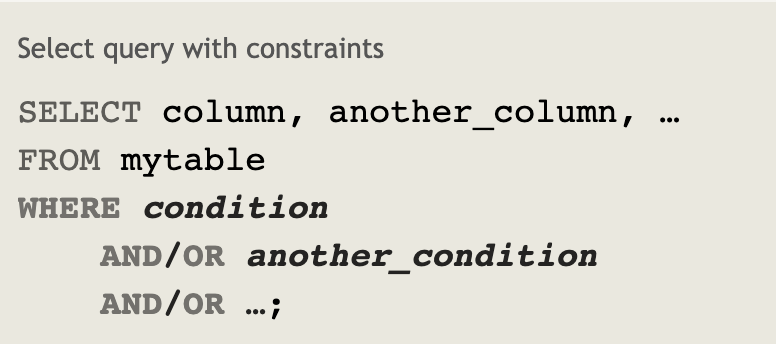 Select query with constraints
SELECT column, another_column, …
FROM mytable
WHERE condition
AND/OR another_condition
AND/OR …;